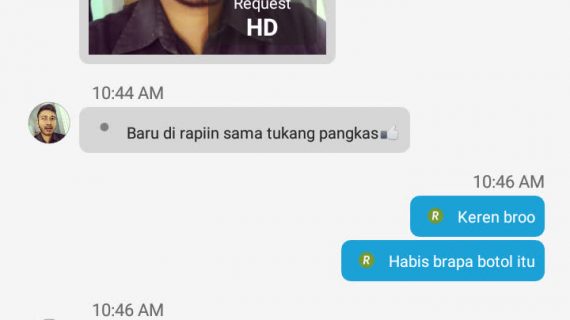 Request
HD
10:44 AM
Baru di rapiin sama tukang pangkas
10:46 AM
R Keren broo
R Habis brapa botol itu
10:46 AM